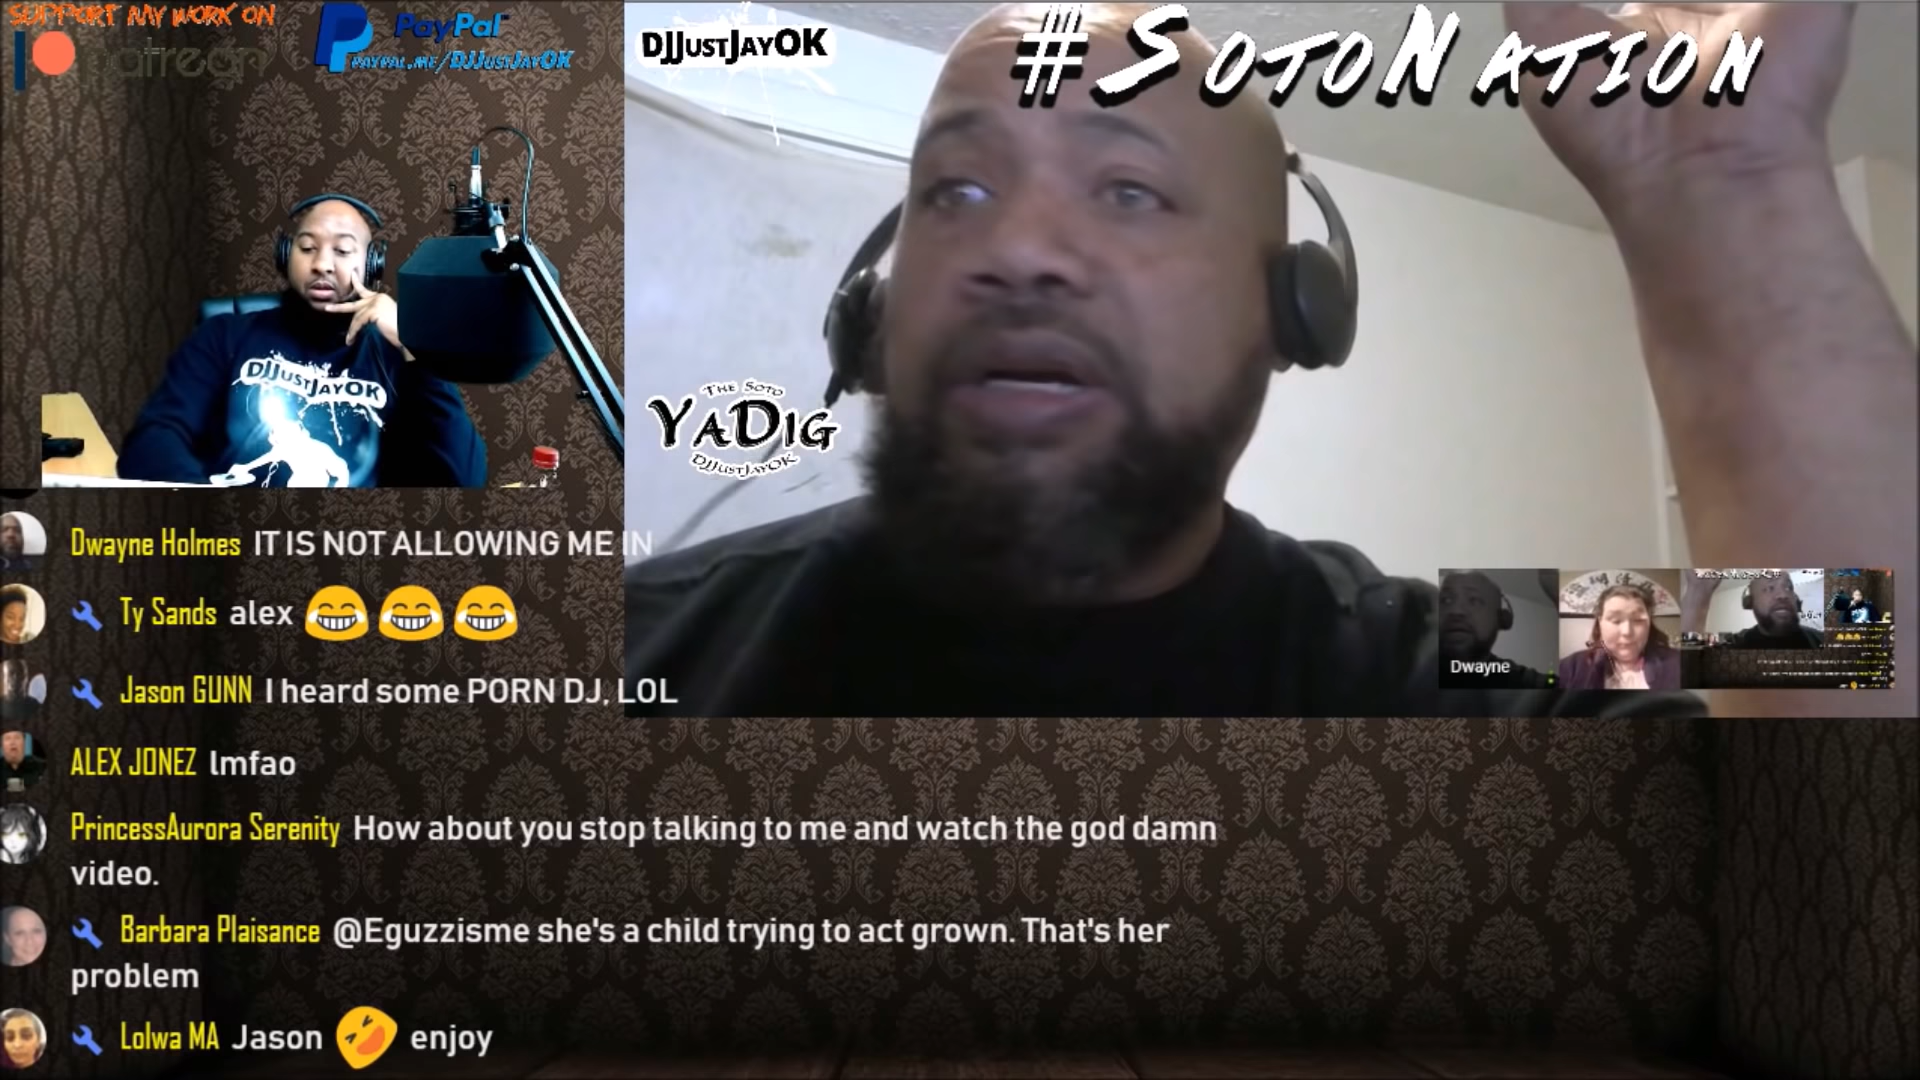 SUPPORT MY WORK ON
patreon
PayPal
PAYPAL.ME/DJJUSTJAYOK
DJJUSTJAYOK
#SOTONATION
DJJUSTJAYOK
THE SOTO
YADIG
DJJUSTJAYOK
Dwayne Holmes IT IS NOT ALLOWING ME IN
Ty Sands alex 😂😂😂
Jason GUNN I heard some PORN DJ, LOL
Dwayne
ALEX JONEZ lmfao
PrincessAurora Serenity How about you stop talking to me and watch the god damn
video.
Barbara Plaisance @Eguzzisme she's a child trying to act grown. That's her
problem
Lolwa MA Jason 🤣 enjoy